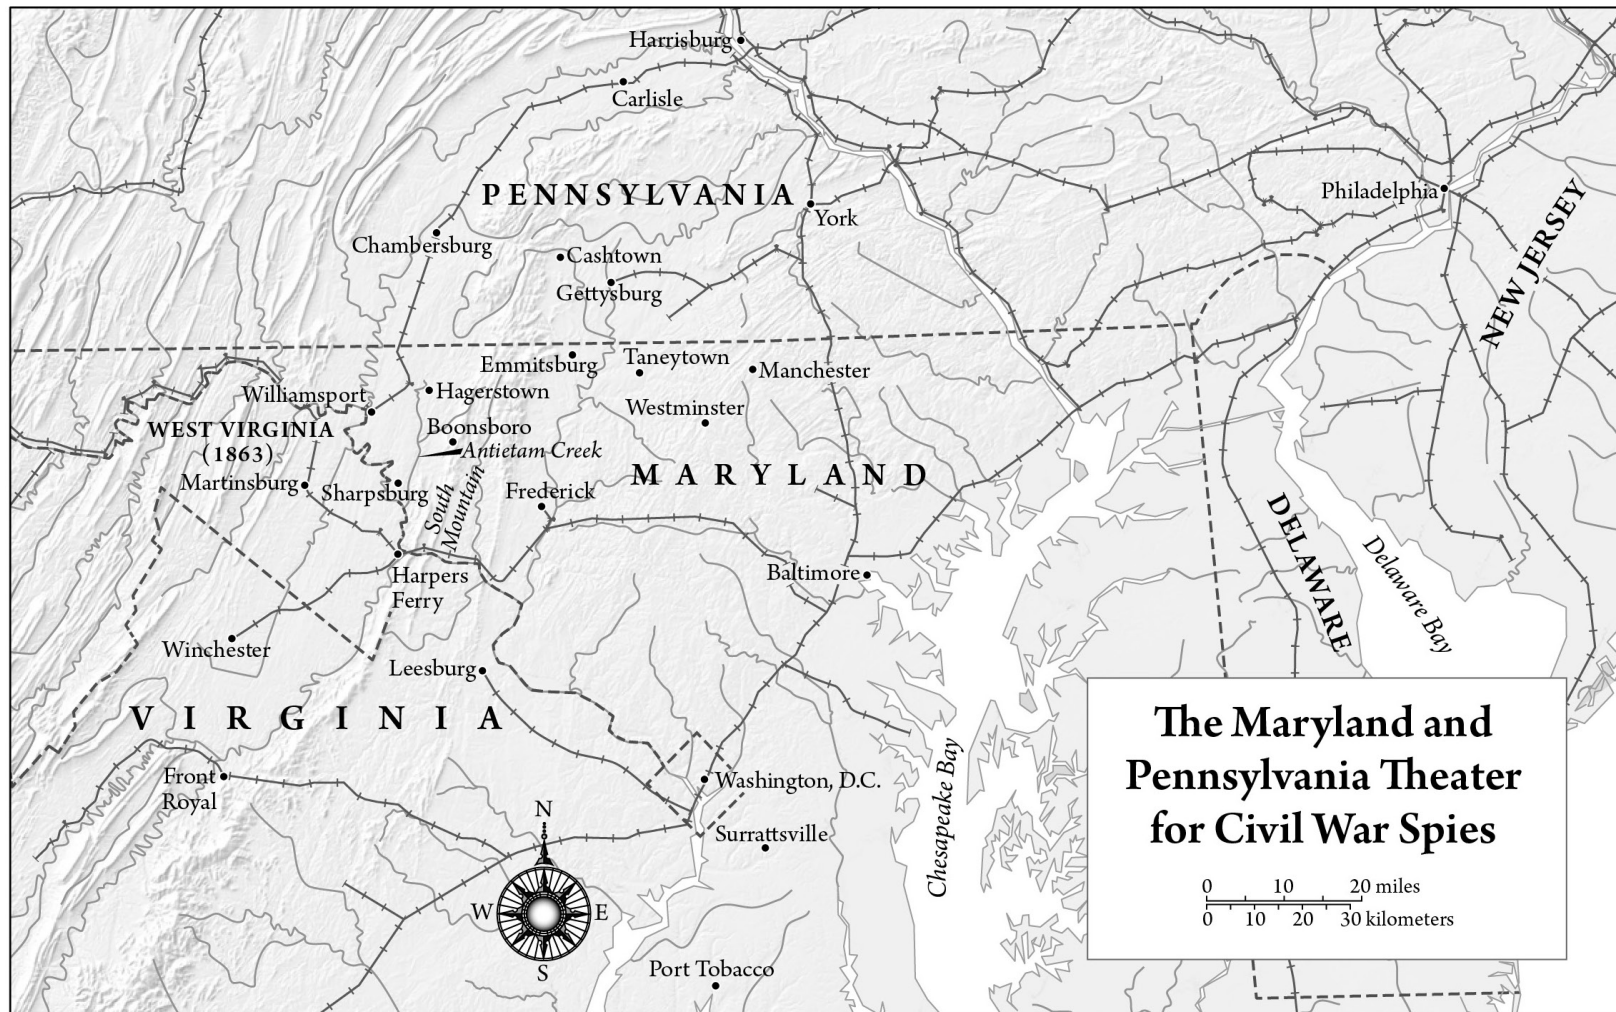 Harrisburg
Carlisle
PENNSYLVANIA
Philadelphia
York
NEW JERSEY
Chambersburg
Cashtown
Gettysburg
Emmitsburg
Taneytown
Manchester
Williamsport
Hagerstown
Westminster
WEST VIRGINIA
(1863)
Boonsboro
Antietam Creek
MARYLAND
Martinsburg
Sharpsburg
South
Mountain
Frederick
DELAWARE
Delaware Bay
Baltimore
Harpers
Ferry
Winchester
Leesburg
VIRGINIA
Front
Royal
Washington, D.C.
Surrattsville
Chesapeake Bay
N
W
E
S
Port Tobacco
The Maryland and
Pennsylvania Theater
for Civil War Spies
0 10 20 miles
0 10 20 30 kilometers